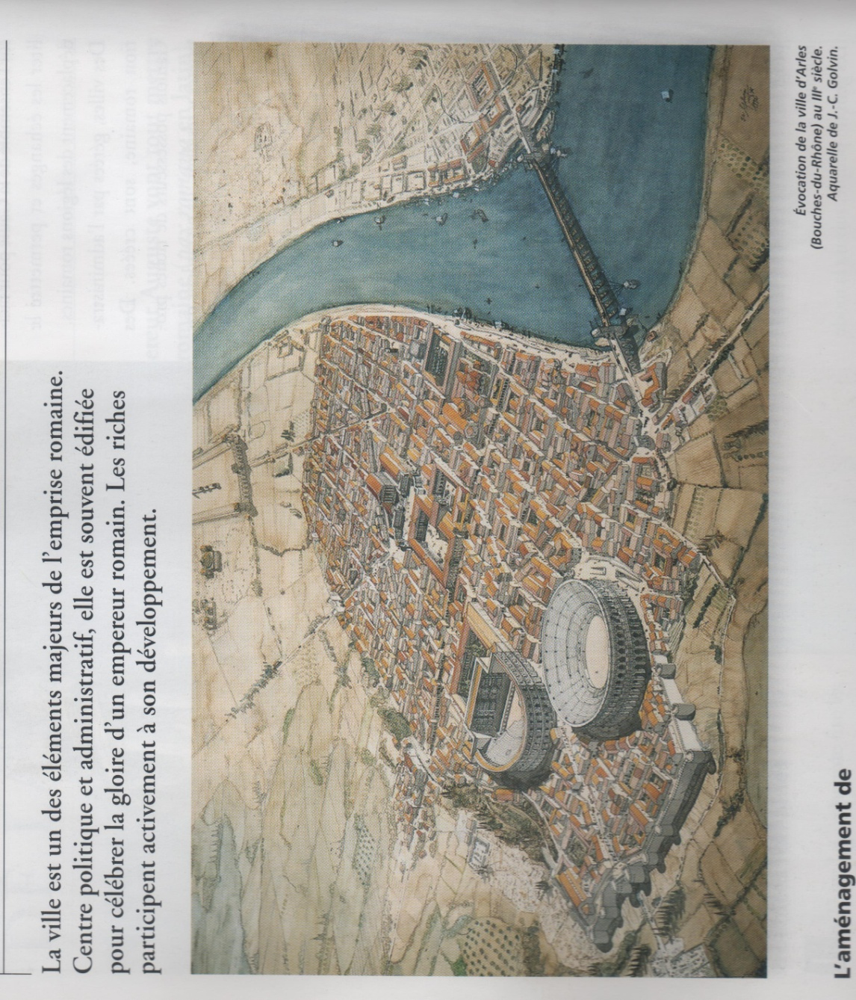 La ville est un des éléments majeurs de l'emprise romaine.
Centre politique et administratif, elle est souvent édifiée
pour célébrer la gloire d'un empereur romain. Les riches
participent activement à son développement.
Évocation de la ville d'Arles
(Bouches-du-Rhône) au IIIᵉ siècle.
Aquarelle de J.-C. Golvin.
L'aménagement de